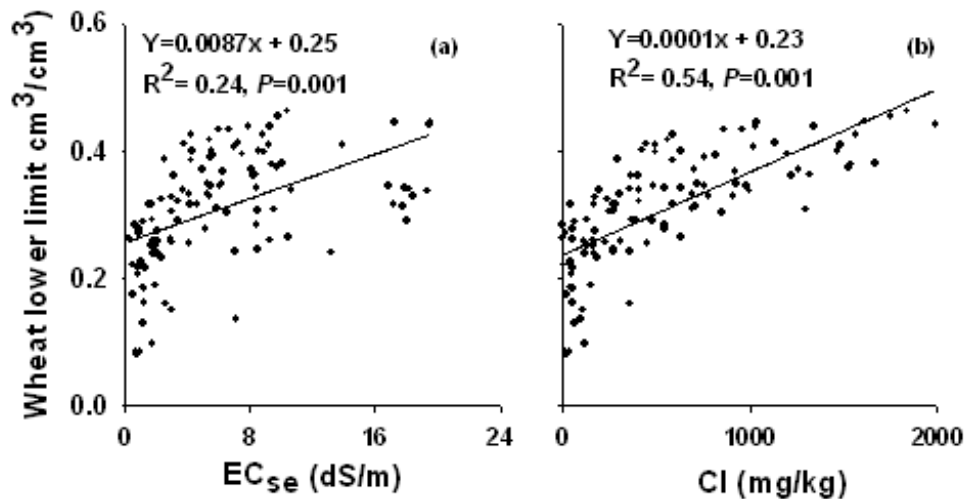 Wheat lower limit cm³/cm³
0.6
0.4
0.2
0.0
Y=0.0087x + 0.25
(a)
R²= 0.24, P=0.001
0
8
16
24
ECse (dS/m)
Y=0.0001x + 0.23
(b)
R²= 0.54, P=0.001
0
1000
2000
Cl (mg/kg)